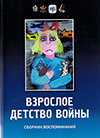 ВЗРОСЛОЕ
ДЕТСТВО ВОЙНЫ
СБОРНИК ВОСПОМИНАНИЙ